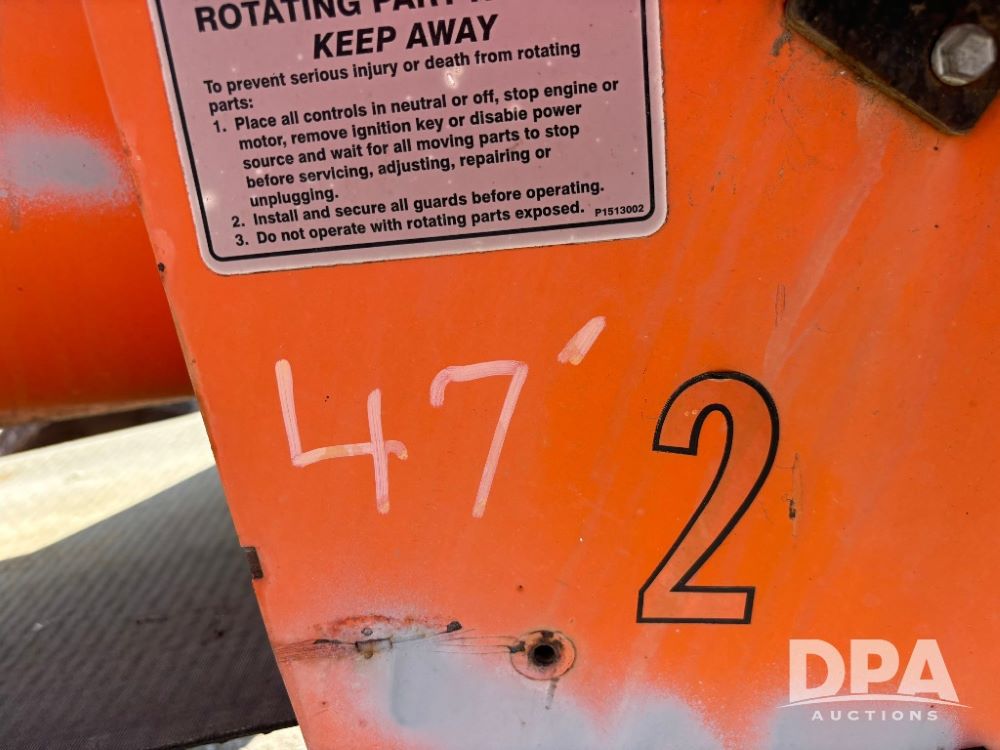 ROTATING PART
KEEP AWAY
To prevent serious injury or death from rotating
parts:
1. Place all controls in neutral or off, stop engine or
motor, remove ignition key or disable power
source and wait for all moving parts to stop
before servicing, adjusting, repairing or
unplugging.
2. Install and secure all guards before operating.
3. Do not operate with rotating parts exposed. P1513002
47'
2
DPA
AUCTIONS